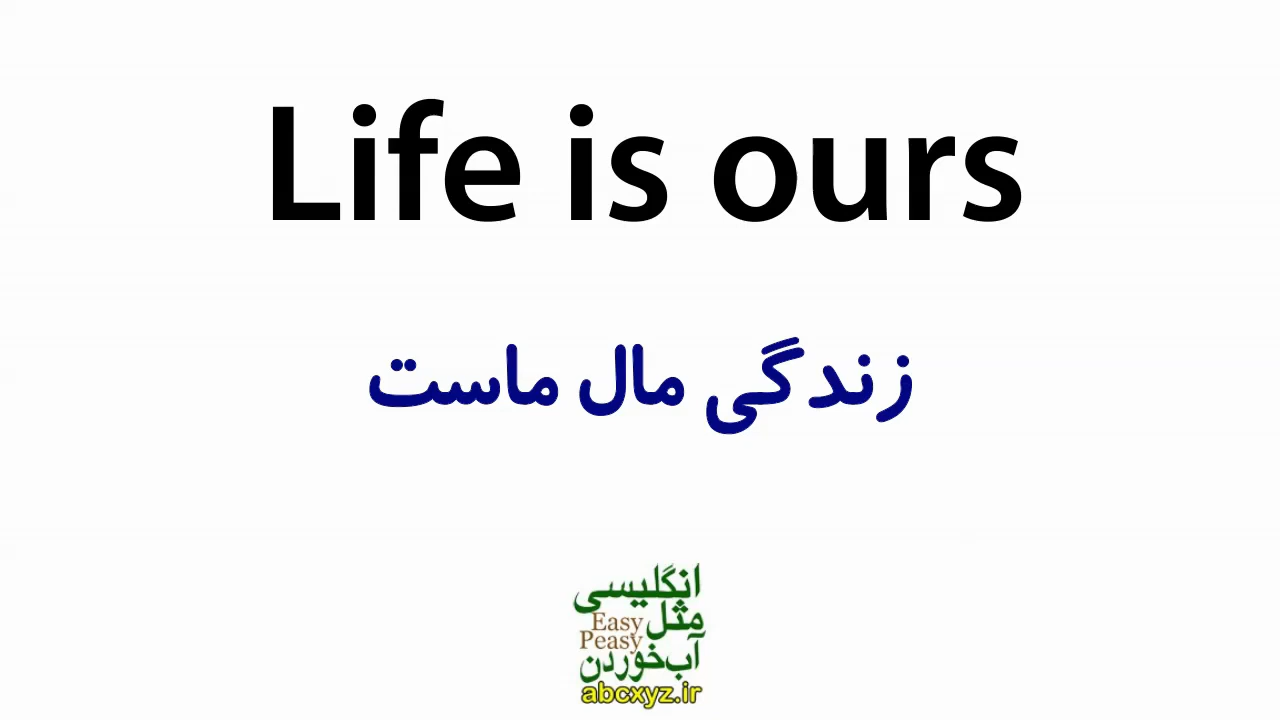 Life is ours
زندگی مال ماست
انگلیسی
مثل Easy
Peasy
آب‌خوردن
abcxyz.ir